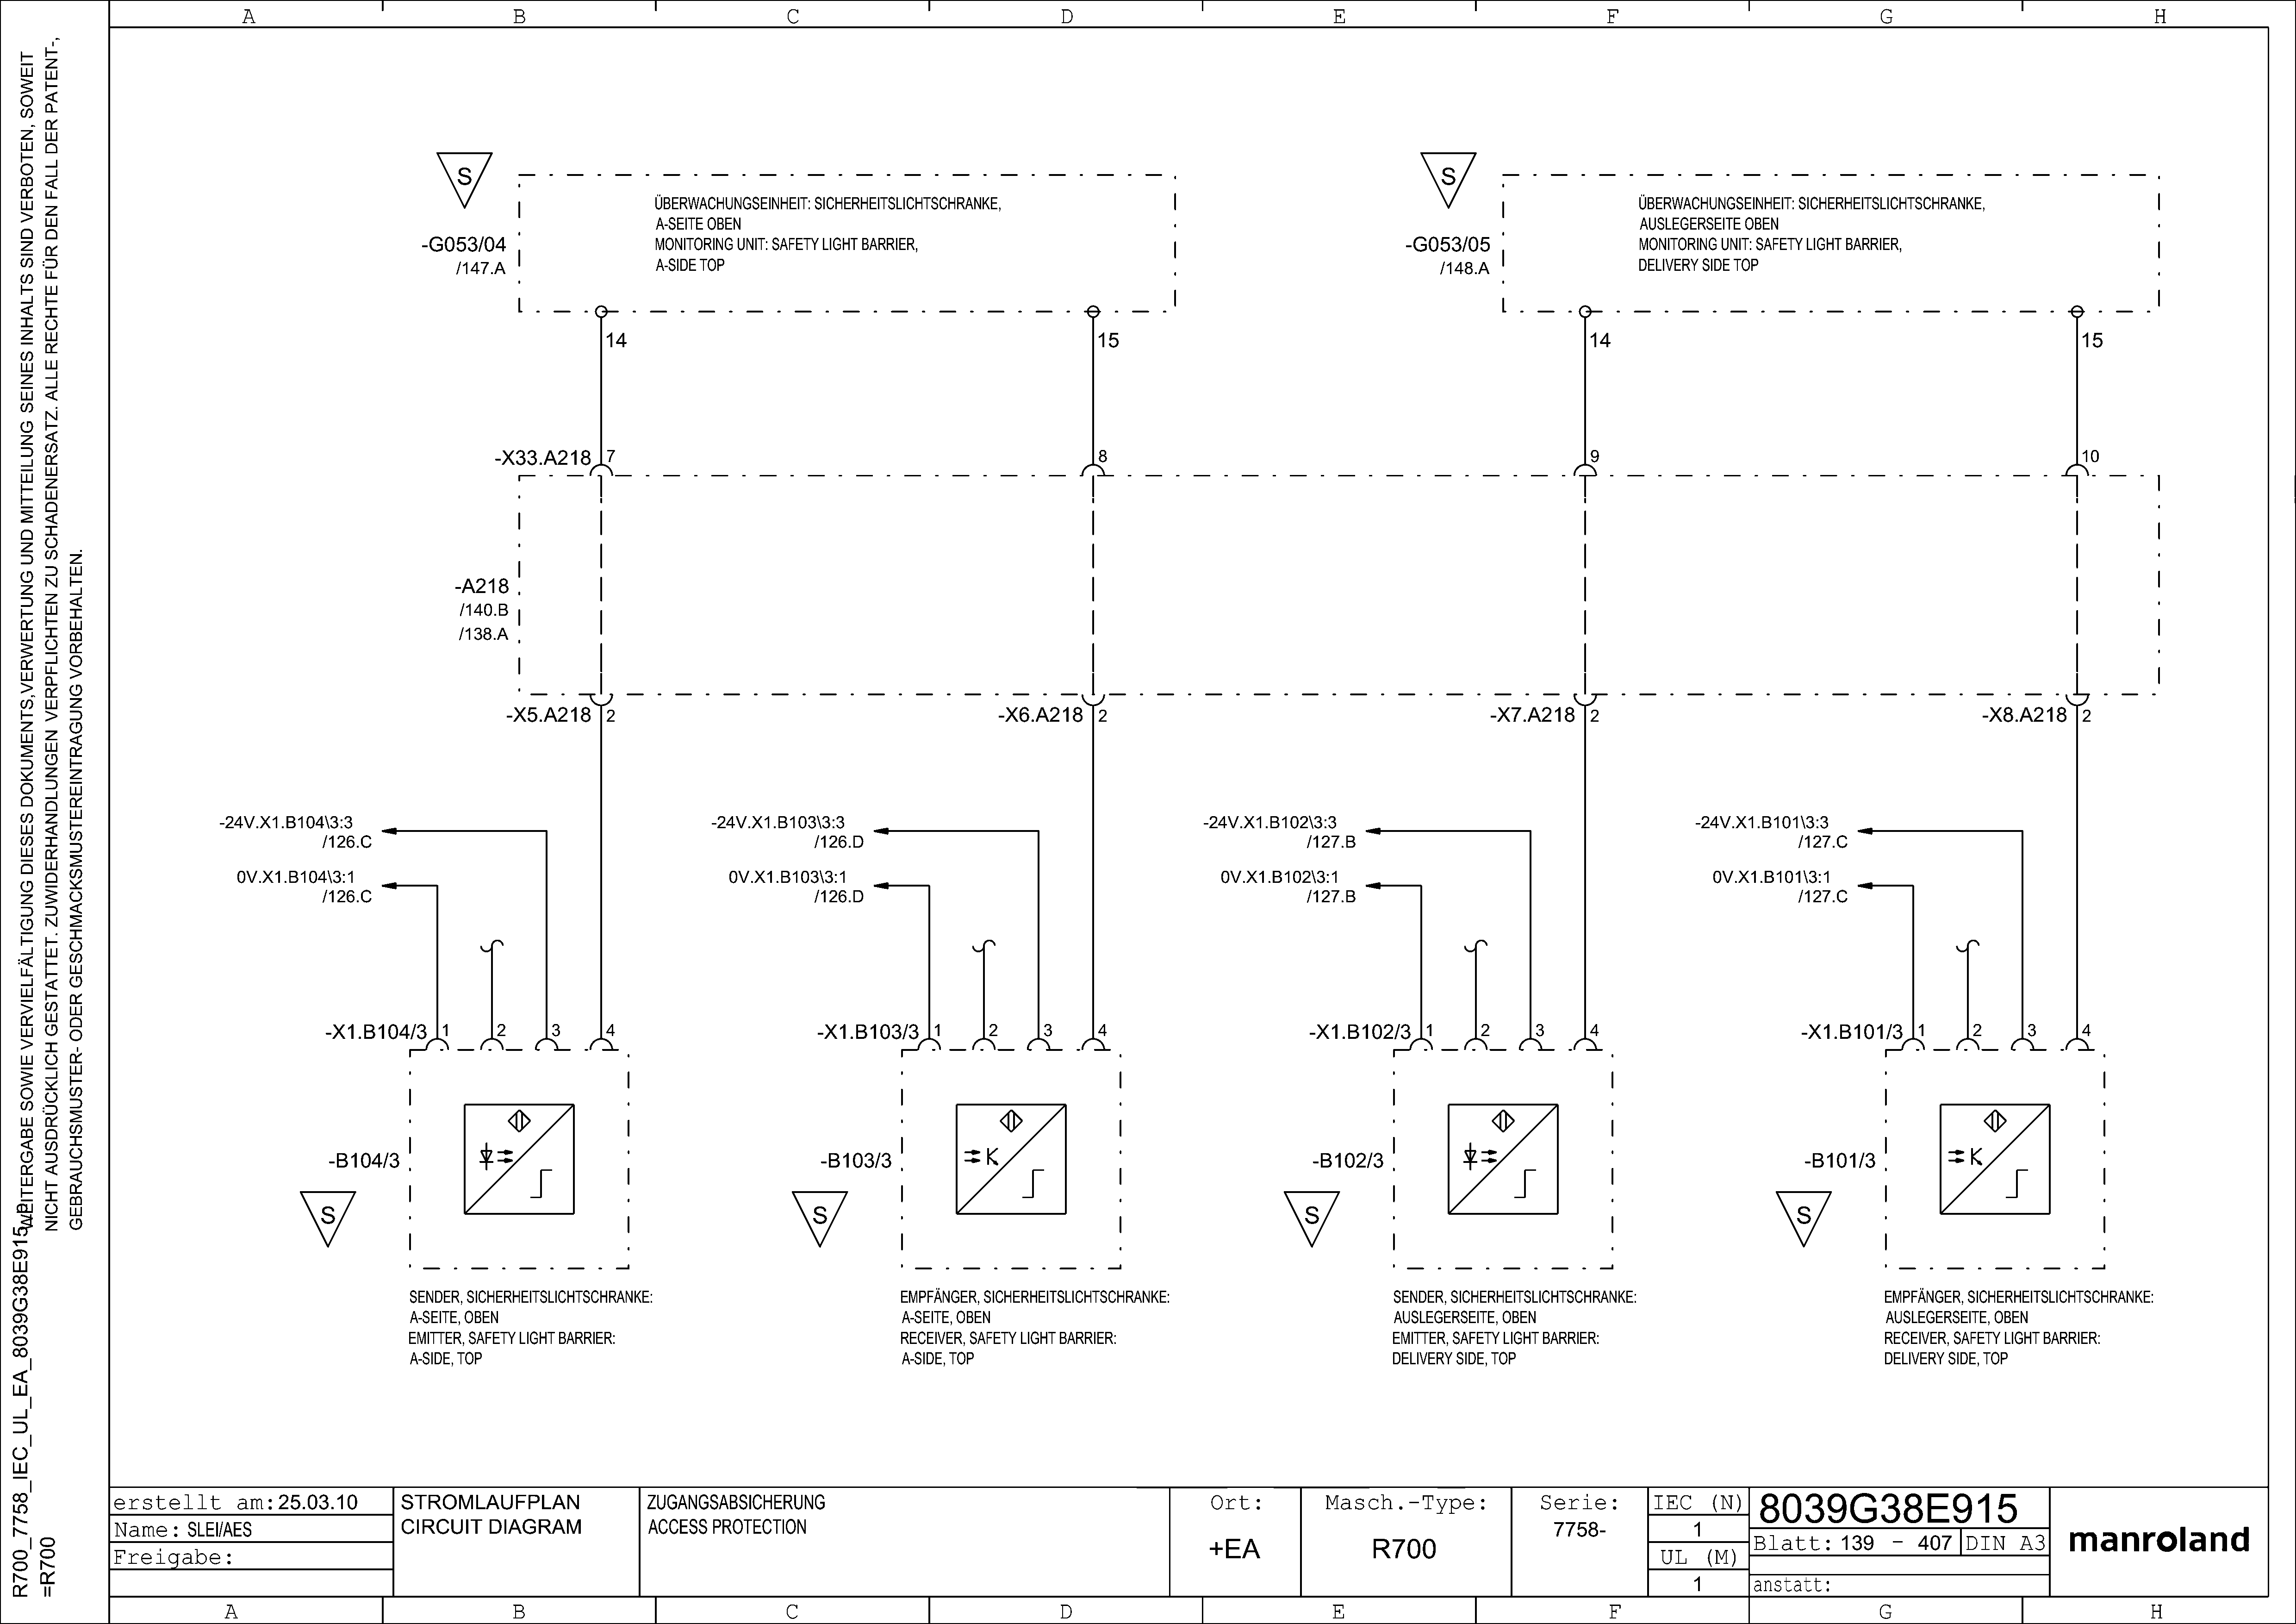 A B C D E F G H
S
-G053/04
/147.A
ÜBERWACHUNGSEINHEIT: SICHERHEITSLICHTSCHRANKE,
A-SEITE OBEN
MONITORING UNIT: SAFETY LIGHT BARRIER,
A-SIDE TOP
14 15
S
-G053/05
/148.A
ÜBERWACHUNGSEINHEIT: SICHERHEITSLICHTSCHRANKE,
AUSLEGERSEITE OBEN
MONITORING UNIT: SAFETY LIGHT BARRIER,
DELIVERY SIDE TOP
14 15
-X33.A218 7 8 9 10
-A218
/140.B
/138.A
-X5.A218 2 -X6.A218 2 -X7.A218 2 -X8.A218 2
-24V.X1.B104\3:3
/126.C
0V.X1.B104\3:1
/126.C
-24V.X1.B103\3:3
/126.D
0V.X1.B103\3:1
/126.D
-24V.X1.B102\3:3
/127.B
0V.X1.B102\3:1
/127.B
-24V.X1.B101\3:3
/127.C
0V.X1.B101\3:1
/127.C
-X1.B104/3 1 2 3 4
-X1.B103/3 1 2 3 4
-X1.B102/3 1 2 3 4
-X1.B101/3 1 2 3 4
-B104/3
S
-B103/3
S
-B102/3
S
-B101/3
S
SENDER, SICHERHEITSLICHTSCHRANKE:
A-SEITE, OBEN
EMITTER, SAFETY LIGHT BARRIER:
A-SIDE, TOP
EMPFÄNGER, SICHERHEITSLICHTSCHRANKE:
A-SEITE, OBEN
RECEIVER, SAFETY LIGHT BARRIER:
A-SIDE, TOP
SENDER, SICHERHEITSLICHTSCHRANKE:
AUSLEGERSEITE, OBEN
EMITTER, SAFETY LIGHT BARRIER:
DELIVERY SIDE, TOP
EMPFÄNGER, SICHERHEITSLICHTSCHRANKE:
AUSLEGERSEITE, OBEN
RECEIVER, SAFETY LIGHT BARRIER:
DELIVERY SIDE, TOP
WEITERGABE SOWIE VERVIELFÄLTIGUNG DIESES DOKUMENTS,VERWERTUNG UND MITTEILUNG SEINES INHALTS SIND VERBOTEN, SOWEIT
NICHT AUSDRÜCKLICH GESTATTET. ZUWIDERHANDLUNGEN VERPFLICHTEN ZU SCHADENERSATZ. ALLE RECHTE FÜR DEN FALL DER PATENT-,
GEBRAUCHSMUSTER- ODER GESCHMACKSMUSTEREINTRAGUNG VORBEHALTEN.
R700_7758_IEC_UL_EA_8039G38E915
=R700
erstellt am: 25.03.10
Name: SLEI/AES
Freigabe:
STROMLAUFPLAN
CIRCUIT DIAGRAM
ZUGANGSABSICHERUNG
ACCESS PROTECTION
Ort:
+EA
Masch.-Type:
R700
Serie:
7758-
IEC (N)
1
UL (M)
1
8039G38E915
Blatt: 139 - 407 DIN A3
anstatt:
manroland
A B C D E F G H